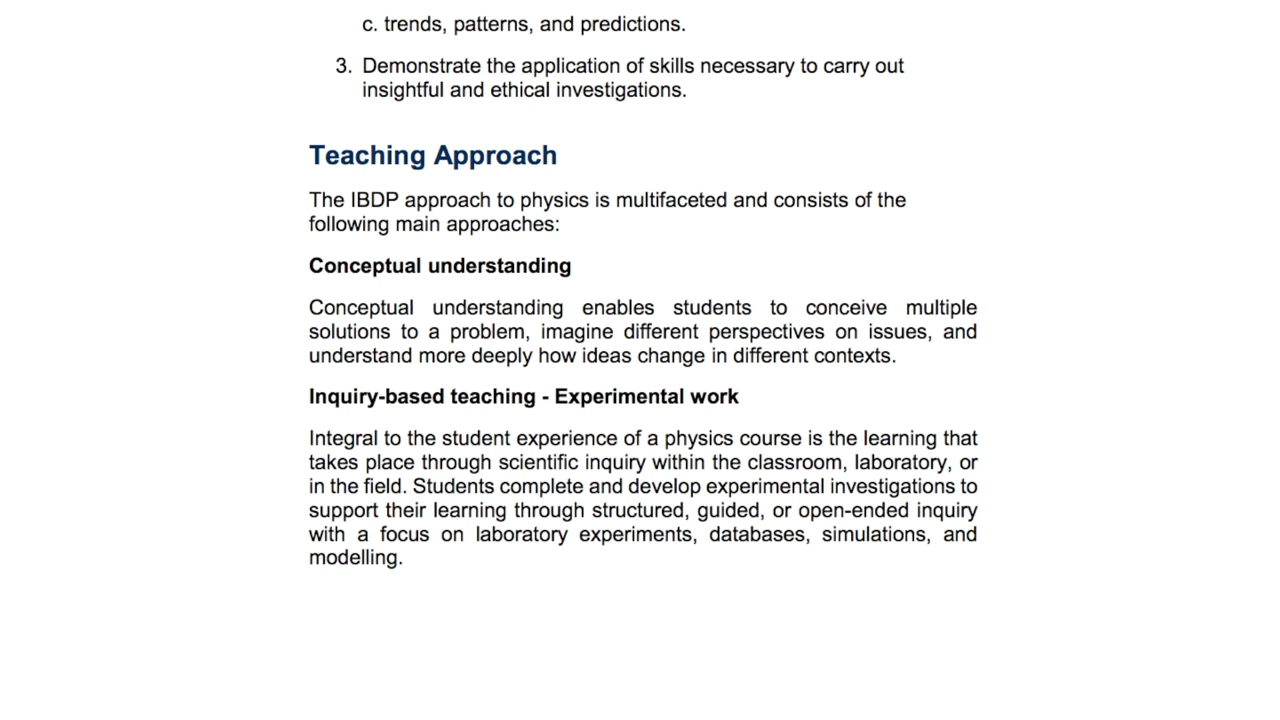 c. trends, patterns, and predictions.
3. Demonstrate the application of skills necessary to carry out
insightful and ethical investigations.
Teaching Approach
The IBDP approach to physics is multifaceted and consists of the
following main approaches:
Conceptual understanding
Conceptual understanding enables students to conceive multiple
solutions to a problem, imagine different perspectives on issues, and
understand more deeply how ideas change in different contexts.
Inquiry-based teaching - Experimental work
Integral to the student experience of a physics course is the learning that
takes place through scientific inquiry within the classroom, laboratory, or
in the field. Students complete and develop experimental investigations to
support their learning through structured, guided, or open-ended inquiry
with a focus on laboratory experiments, databases, simulations, and
modelling.